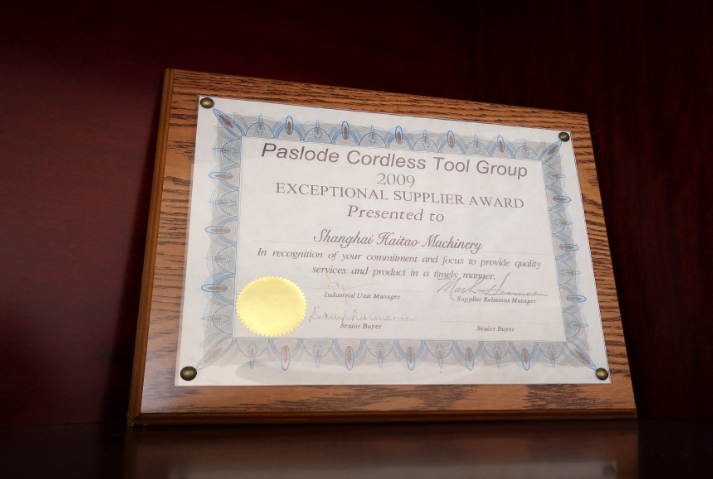 Paslode Cordless Tool Group
2009
EXCEPTIONAL SUPPLIER AWARD
Presented to
Shanghai Haitao Machinery
In recognition of your commitment and focus to provide quality
services and product in a timely manner.
Industrial Unit Manager
Supplier Relations Manager
Senior Buyer
Senior Buyer